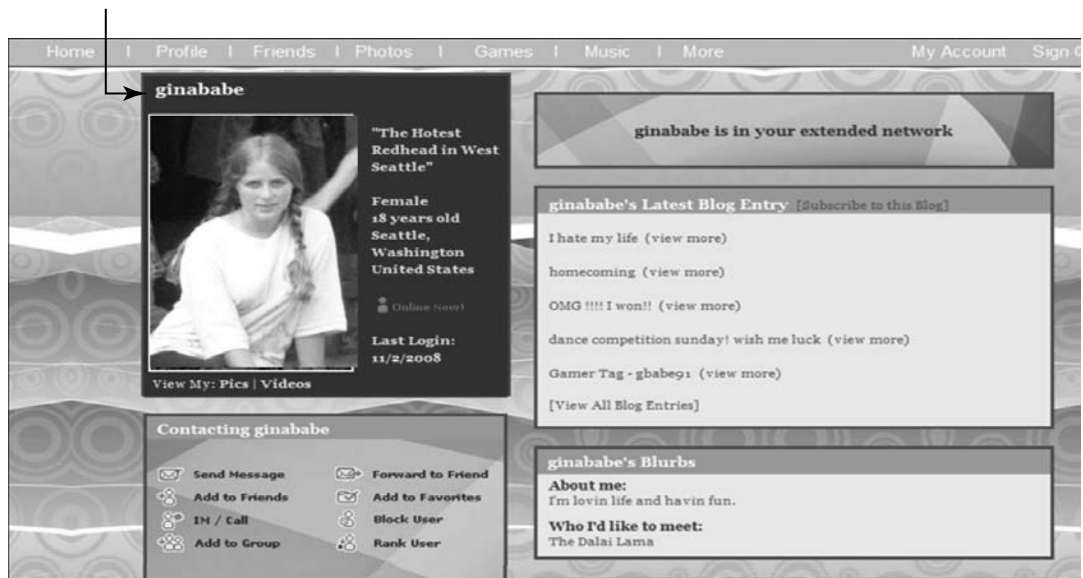 Home | Profile | Friends | Photos | Games | Music | More My Account Sign
ginababe
"The Hotest
Redhead in West
Seattle"
Female
18 years old
Seattle,
Washington
United States
Online Now!
Last Login:
11/2/2008
View My: Pics | Videos
Contacting ginababe
Send Message
Forward to Friend
Add to Friends
Add to Favorites
IM / Call
Block User
Add to Group
Rank User
ginababe is in your extended network
ginababe's Latest Blog Entry [Subscribe to this Blog]
I hate my life (view more)
homecoming (view more)
OMG !!!! I won!! (view more)
dance competition sunday! wish me luck (view more)
Gamer Tag - gbabe91 (view more)
[View All Blog Entries]
ginababe's Blurbs
About me:
I'm lovin life and havin fun.
Who I'd like to meet:
The Dalai Lama